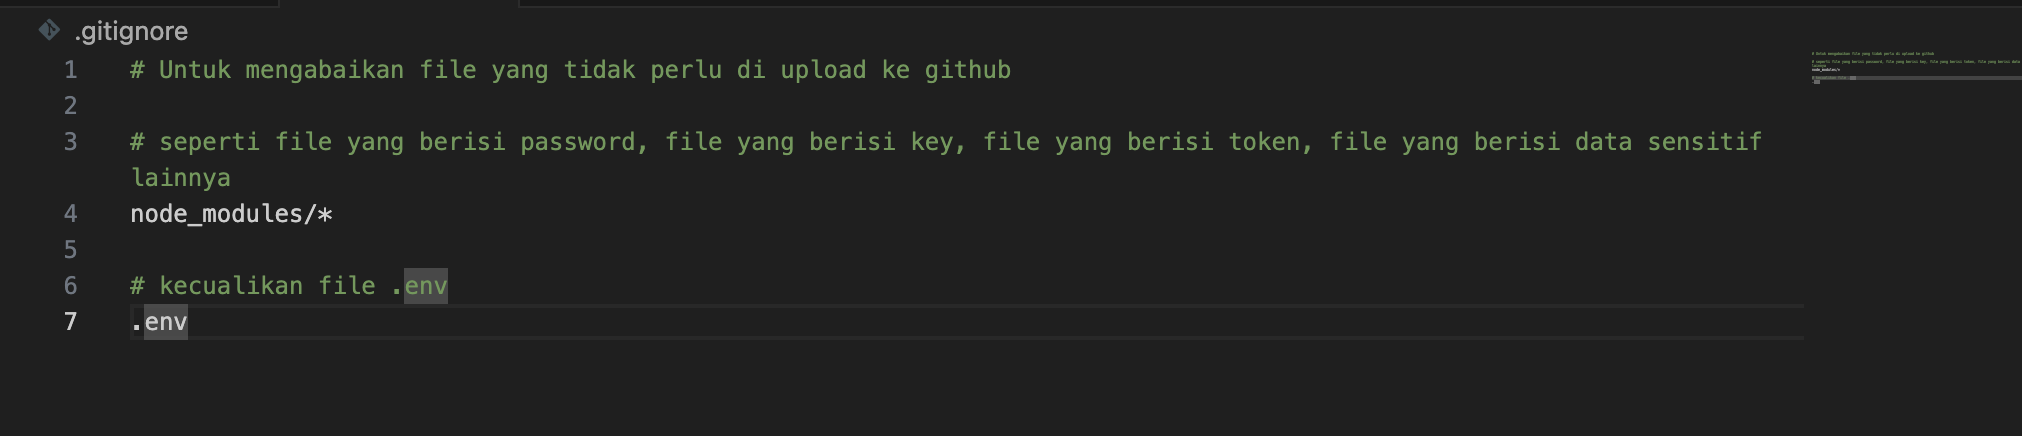 .gitignore
1 # Untuk mengabaikan file yang tidak perlu di upload ke github
2
3 # seperti file yang berisi password, file yang berisi key, file yang berisi token, file yang berisi data sensitif
lainnya
4 node_modules/*
5
6 # kecualikan file .env
7 .env